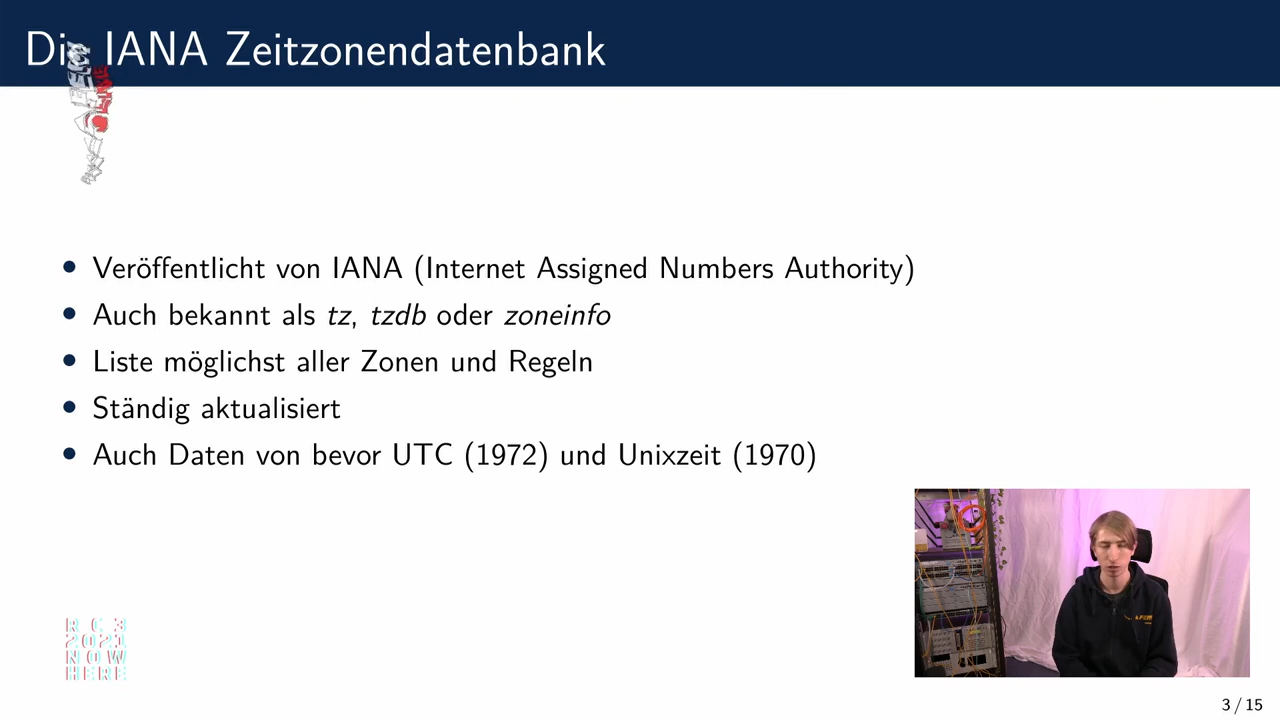 Die IANA Zeitzonendatenbank
• Veröffentlicht von IANA (Internet Assigned Numbers Authority)
• Auch bekannt als tz, tzdb oder zoneinfo
• Liste möglichst aller Zonen und Regeln
• Ständig aktualisiert
• Auch Daten von bevor UTC (1972) und Unixzeit (1970)
R C 3
2021
NOW
HERE
3 / 15